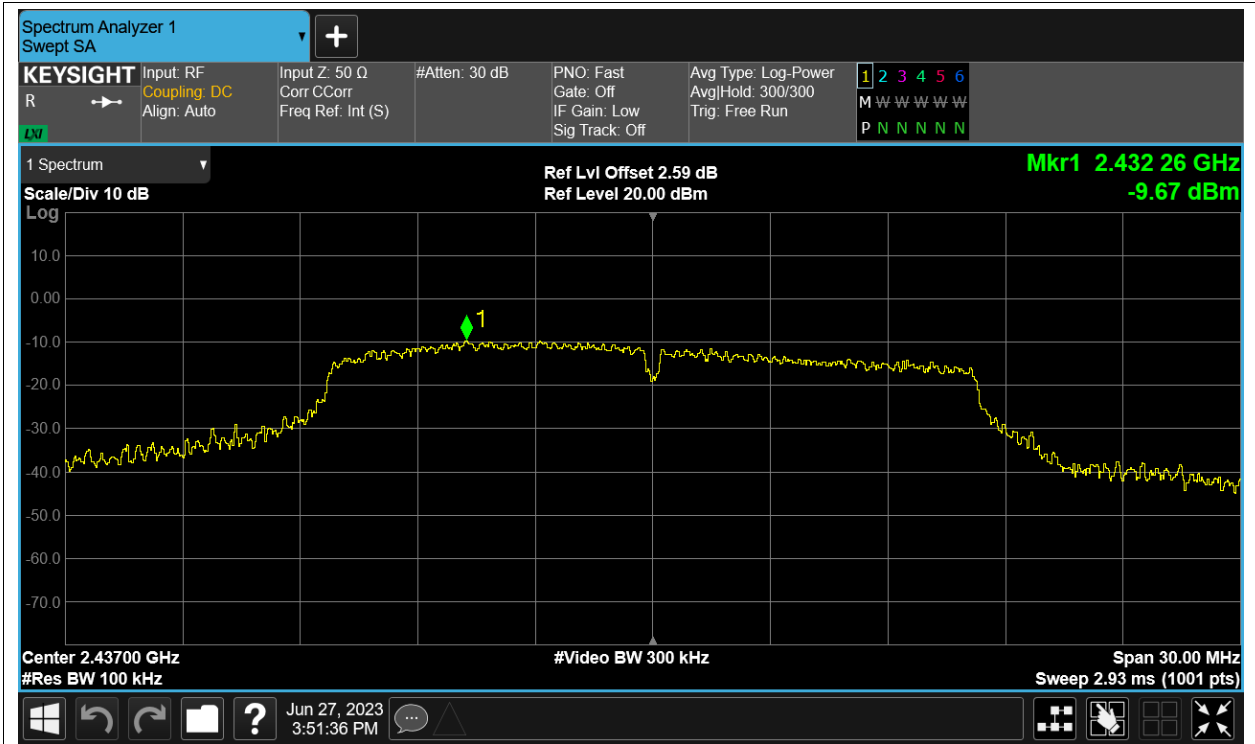 Spectrum Analyzer 1
Swept SA
KEYSIGHT
R
LXI
Input: RF
Coupling: DC
Align: Auto
Input Z: 50 Ω
Corr CCorr
Freq Ref: Int (S)
#Atten: 30 dB
PNO: Fast
Gate: Off
IF Gain: Low
Sig Track: Off
Avg Type: Log-Power
Avg|Hold: 300/300
Trig: Free Run
1 2 3 4 5 6
M W W W W W
P N N N N N
1 Spectrum
Scale/Div 10 dB
Log
Ref Lvl Offset 2.59 dB
Ref Level 20.00 dBm
Mkr1 2.432 26 GHz
-9.67 dBm
1
10.0
0.00
-10.0
-20.0
-30.0
-40.0
-50.0
-60.0
-70.0
Center 2.43700 GHz
#Res BW 100 kHz
#Video BW 300 kHz
Span 30.00 MHz
Sweep 2.93 ms (1001 pts)
?
Jun 27, 2023
3:51:36 PM